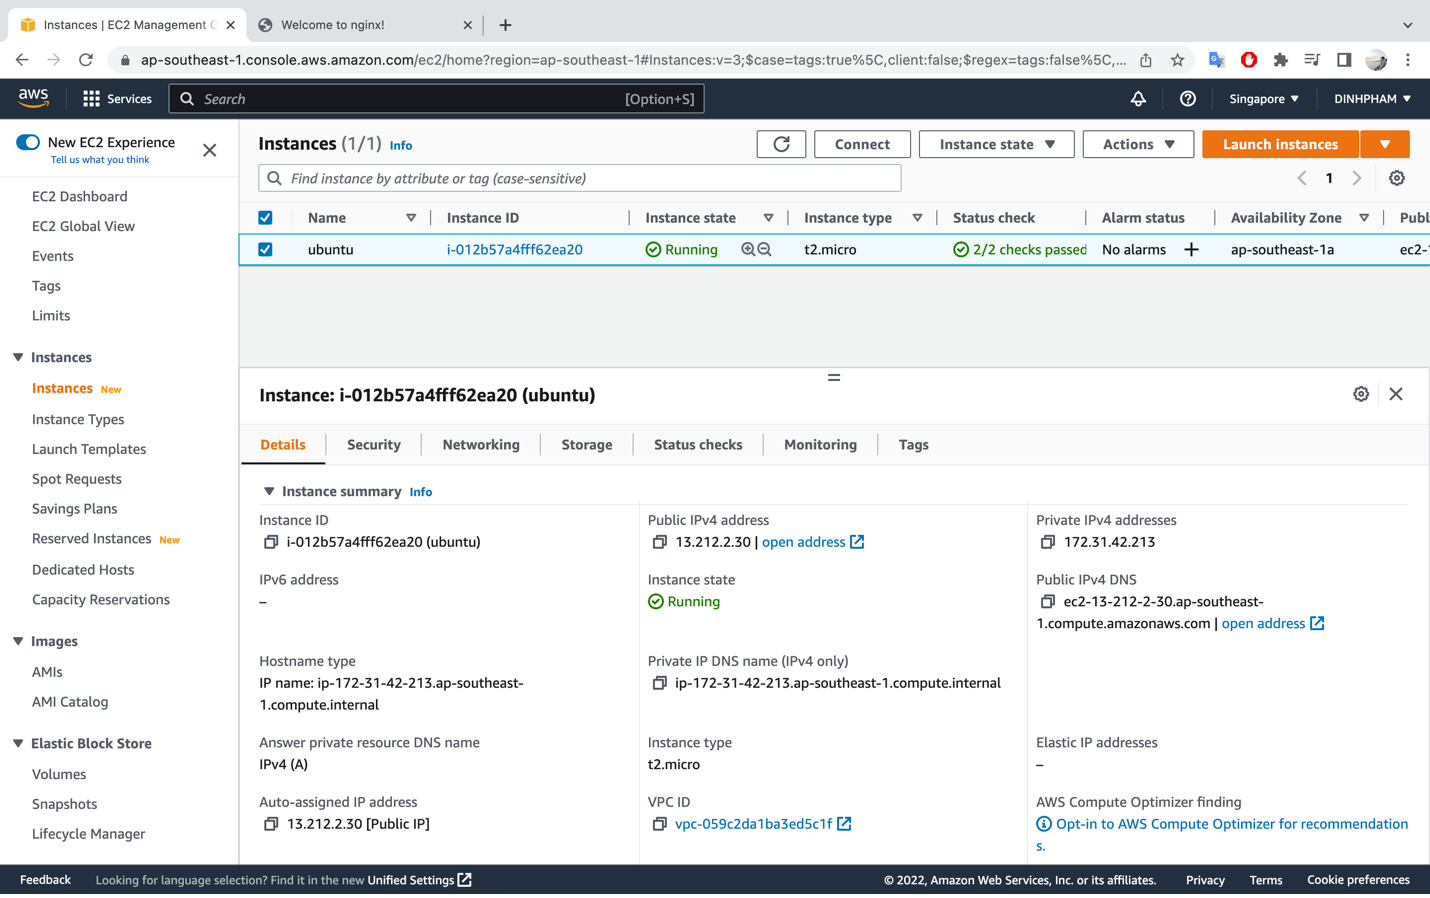 Instances | EC2 Management C
Welcome to nginx!
ap-southeast-1.console.aws.amazon.com/ec2/home?region=ap-southeast-1#Instances:v=3;$case=tags:true%5C,client:false;$regex=tags:false%5C,...
aws
Services
Search
[Option+S]
Singapore
DINHPHAM
New EC2 Experience
Tell us what you think
EC2 Dashboard
EC2 Global View
Events
Tags
Limits
Instances
Instances New
Instance Types
Launch Templates
Spot Requests
Savings Plans
Reserved Instances New
Dedicated Hosts
Capacity Reservations
Images
AMIs
AMI Catalog
Elastic Block Store
Volumes
Snapshots
Lifecycle Manager
Instances (1/1) Info
Connect
Instance state
Actions
Launch instances
Find instance by attribute or tag (case-sensitive)
1
Name Instance ID Instance state Instance type Status check Alarm status Availability Zone Publ
ubuntu i-012b57a4fff62ea20 Running t2.micro 2/2 checks passed No alarms + ap-southeast-1a ec2-1
Instance: i-012b57a4fff62ea20 (ubuntu)
Details Security Networking Storage Status checks Monitoring Tags
Instance summary Info
Instance ID
i-012b57a4fff62ea20 (ubuntu)
Public IPv4 address
13.212.2.30 | open address
Private IPv4 addresses
172.31.42.213
IPv6 address
–
Instance state
Running
Public IPv4 DNS
ec2-13-212-2-30.ap-southeast-
1.compute.amazonaws.com | open address
Hostname type
IP name: ip-172-31-42-213.ap-southeast-
1.compute.internal
Private IP DNS name (IPv4 only)
ip-172-31-42-213.ap-southeast-1.compute.internal
Answer private resource DNS name
IPv4 (A)
Instance type
t2.micro
Elastic IP addresses
–
Auto-assigned IP address
13.212.2.30 [Public IP]
VPC ID
vpc-059c2da1ba3ed5c1f
AWS Compute Optimizer finding
Opt-in to AWS Compute Optimizer for recommendation
s.
Feedback
Looking for language selection? Find it in the new Unified Settings
© 2022, Amazon Web Services, Inc. or its affiliates.
Privacy
Terms
Cookie preferences